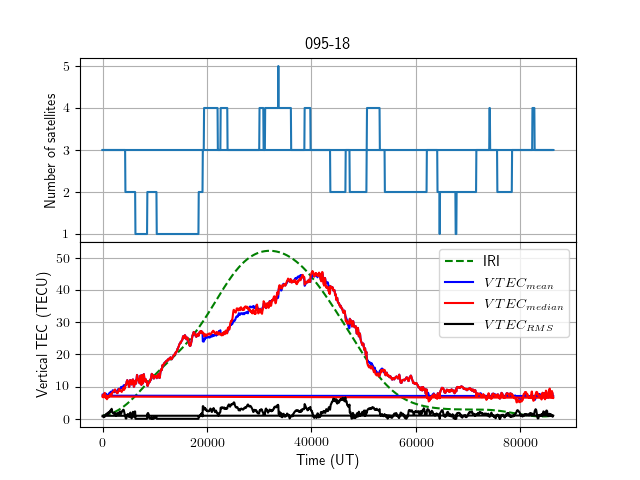 095-18
Number of satellites
5
4
3
2
1
Vertical TEC (TECU)
50
40
30
20
10
0
IRI
VTEC_mean
VTEC_median
VTEC_RMS
0 20000 40000 60000 80000
Time (UT)